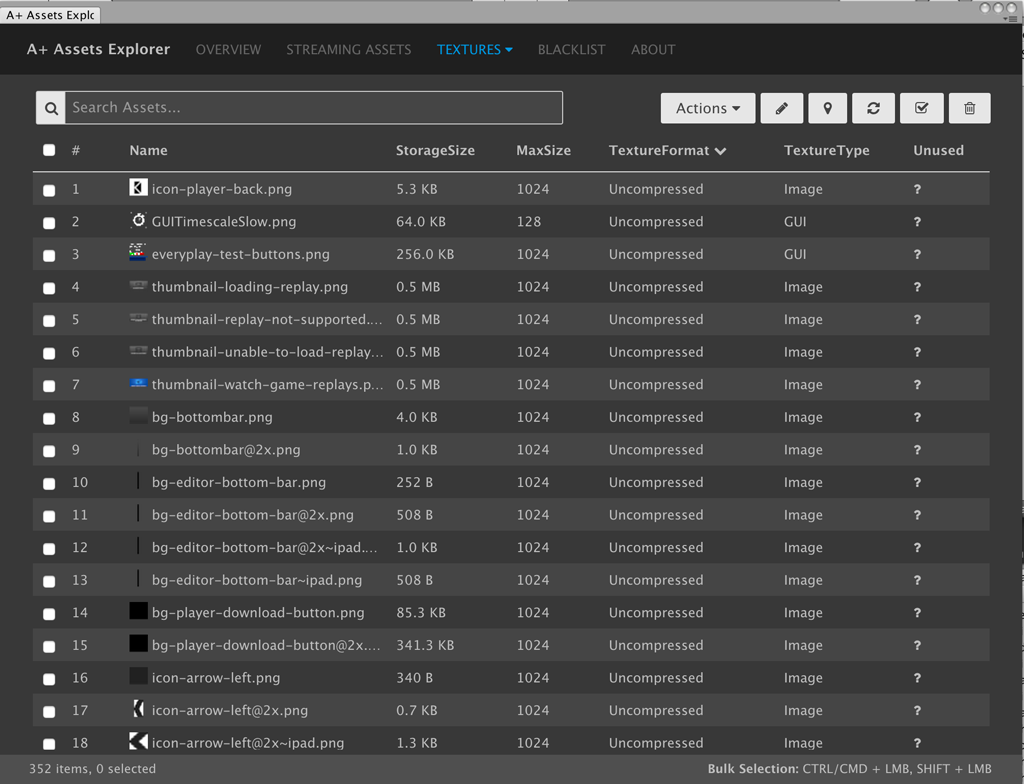 A+ Assets Explo
A+ Assets Explorer OVERVIEW STREAMING ASSETS TEXTURES BLACKLIST ABOUT
Search Assets... Actions
# Name StorageSize MaxSize TextureFormat TextureType Unused
1 icon-player-back.png 5.3 KB 1024 Uncompressed Image ?
2 GUITimescaleSlow.png 64.0 KB 128 Uncompressed GUI ?
3 everyplay-test-buttons.png 256.0 KB 1024 Uncompressed GUI ?
4 thumbnail-loading-replay.png 0.5 MB 1024 Uncompressed Image ?
5 thumbnail-replay-not-supported.... 0.5 MB 1024 Uncompressed Image ?
6 thumbnail-unable-to-load-replay... 0.5 MB 1024 Uncompressed Image ?
7 thumbnail-watch-game-replays.p... 0.5 MB 1024 Uncompressed Image ?
8 bg-bottombar.png 4.0 KB 1024 Uncompressed Image ?
9 bg-bottombar@2x.png 1.0 KB 1024 Uncompressed Image ?
10 bg-editor-bottom-bar.png 252 B 1024 Uncompressed Image ?
11 bg-editor-bottom-bar@2x.png 508 B 1024 Uncompressed Image ?
12 bg-editor-bottom-bar@2x~ipad.... 1.0 KB 1024 Uncompressed Image ?
13 bg-editor-bottom-bar~ipad.png 508 B 1024 Uncompressed Image ?
14 bg-player-download-button.png 85.3 KB 1024 Uncompressed Image ?
15 bg-player-download-button@2x.... 341.3 KB 1024 Uncompressed Image ?
16 icon-arrow-left.png 340 B 1024 Uncompressed Image ?
17 icon-arrow-left@2x.png 0.7 KB 1024 Uncompressed Image ?
18 icon-arrow-left@2x~ipad.png 1.3 KB 1024 Uncompressed Image ?
352 items, 0 selected Bulk Selection: CTRL/CMD + LMB, SHIFT + LMB